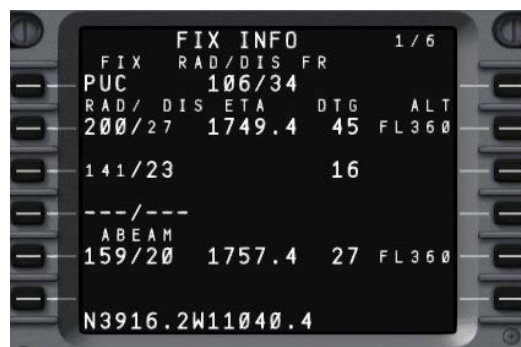 FIX INFO 1/6
FIX RAD/DIS FR
PUC 106/34
RAD/ DIS ETA DTG ALT
200/27 1749.4 45 FL360
141/23 16
---/---
ABEAM
159/20 1757.4 27 FL360
N3916.2W11040.4